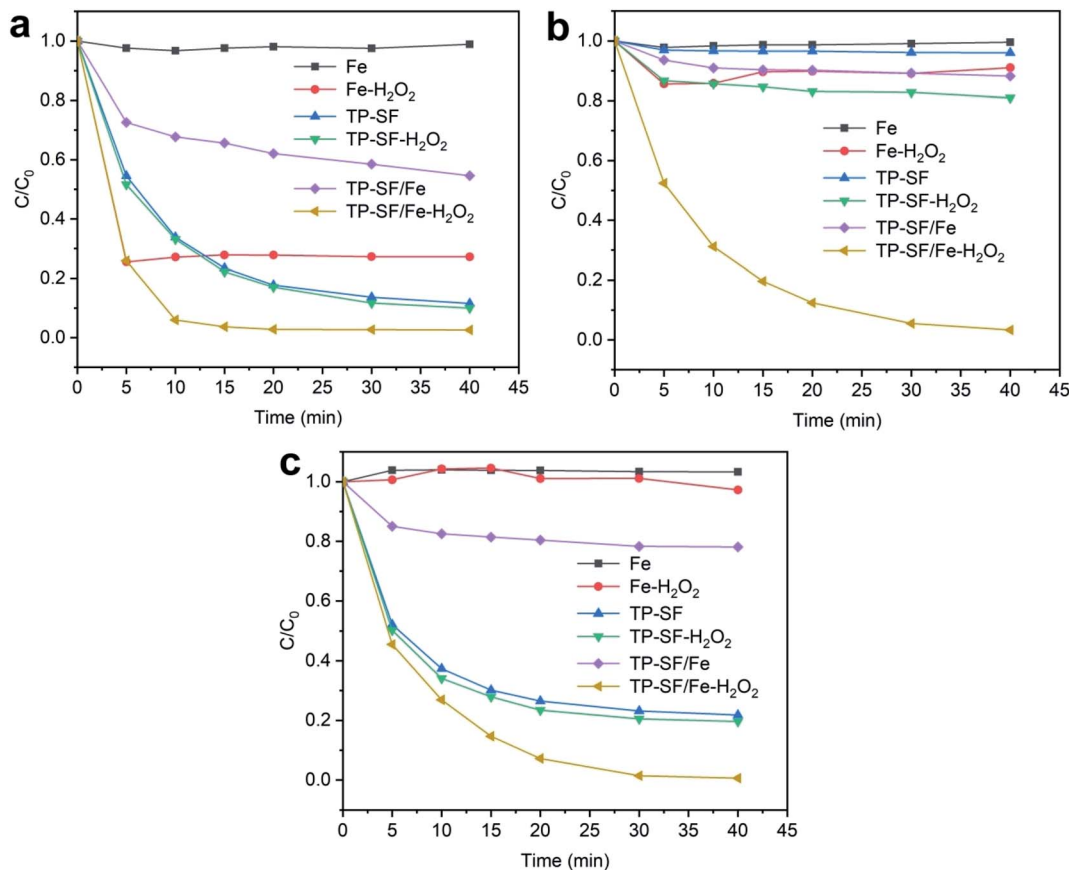 a
1.0
0.8
0.6
0.4
0.2
0.0
C/C₀
Fe
Fe-H₂O₂
TP-SF
TP-SF-H₂O₂
TP-SF/Fe
TP-SF/Fe-H₂O₂
0 5 10 15 20 25 30 35 40 45
Time (min)
b
1.0
0.8
0.6
0.4
0.2
0.0
C/C₀
Fe
Fe-H₂O₂
TP-SF
TP-SF-H₂O₂
TP-SF/Fe
TP-SF/Fe-H₂O₂
0 5 10 15 20 25 30 35 40 45
Time (min)
c
1.0
0.8
0.6
0.4
0.2
0.0
C/C₀
Fe
Fe-H₂O₂
TP-SF
TP-SF-H₂O₂
TP-SF/Fe
TP-SF/Fe-H₂O₂
0 5 10 15 20 25 30 35 40 45
Time (min)